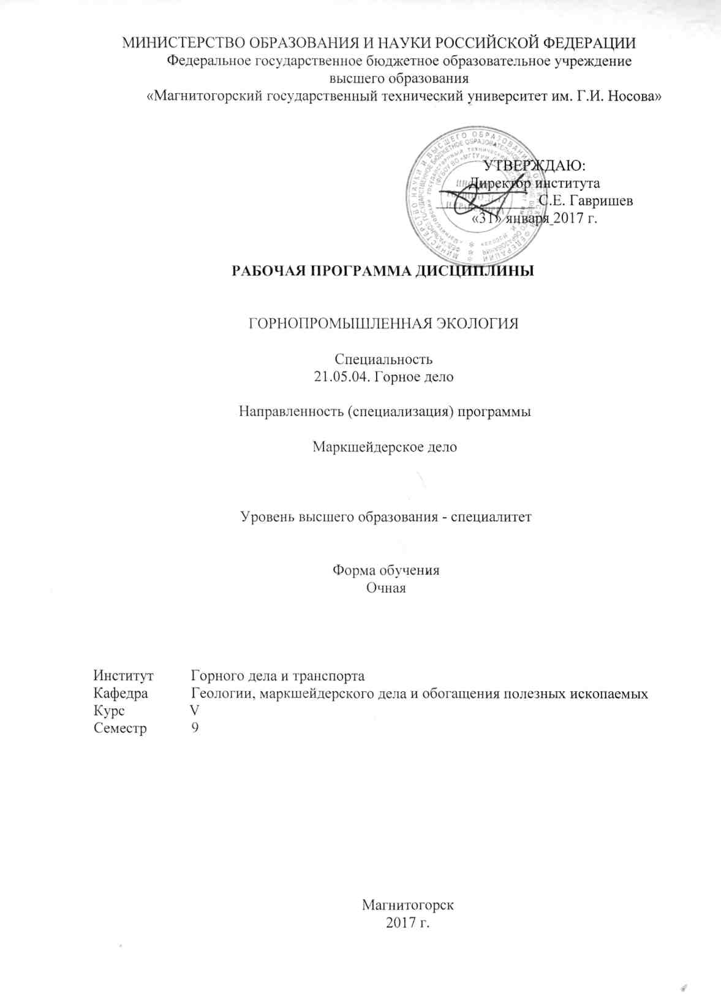 МИНИСТЕРСТВО ОБРАЗОВАНИЯ И НАУКИ РОССИЙСКОЙ ФЕДЕРАЦИИ
Федеральное государственное бюджетное образовательное учреждение
высшего образования
«Магнитогорский государственный технический университет им. Г.И. Носова»
УТВЕРЖДАЮ:
Директор института
С.Е. Гавришев
«31» января 2017 г.
РАБОЧАЯ ПРОГРАММА ДИСЦИПЛИНЫ
ГОРНОПРОМЫШЛЕННАЯ ЭКОЛОГИЯ
Специальность
21.05.04. Горное дело
Направленность (специализация) программы
Маркшейдерское дело
Уровень высшего образования - специалитет
Форма обучения
Очная
Институт Горного дела и транспорта
Кафедра Геологии, маркшейдерского дела и обогащения полезных ископаемых
Курс V
Семестр 9
Магнитогорск
2017 г.